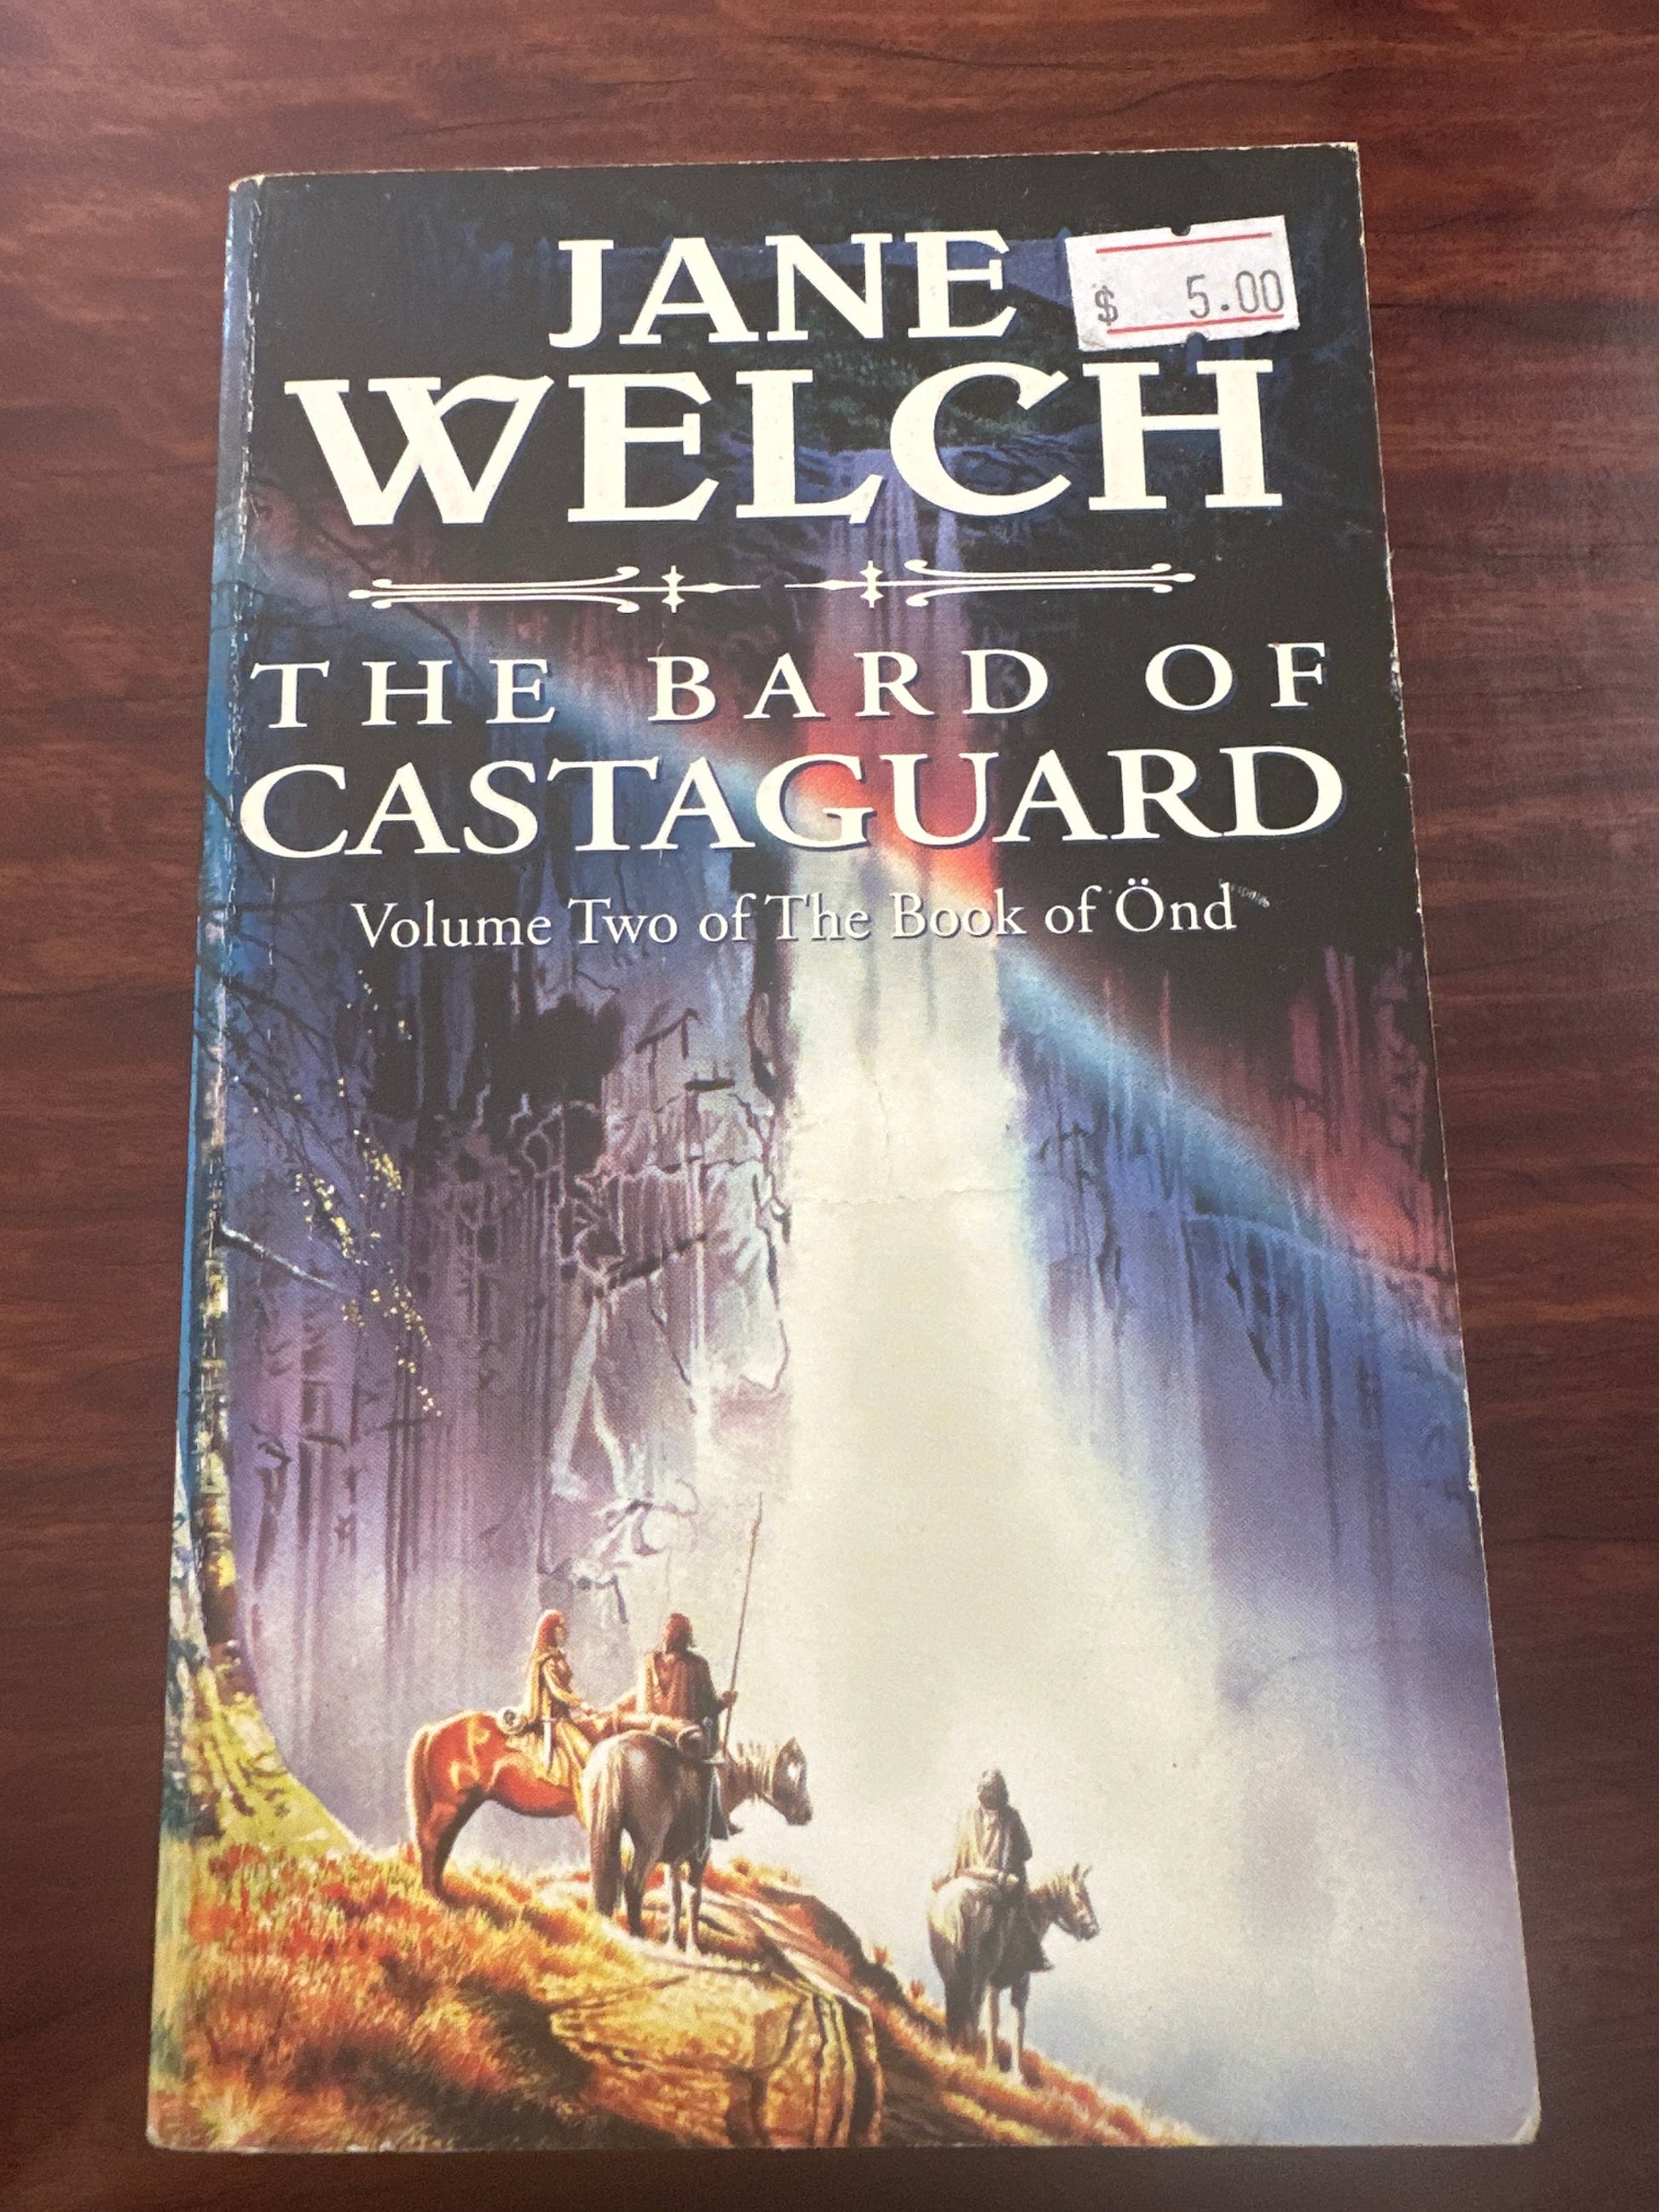 JANE
$ 5.00
WELCH
THE BARD OF
CASTAGUARD
Volume Two of The Book of Önd